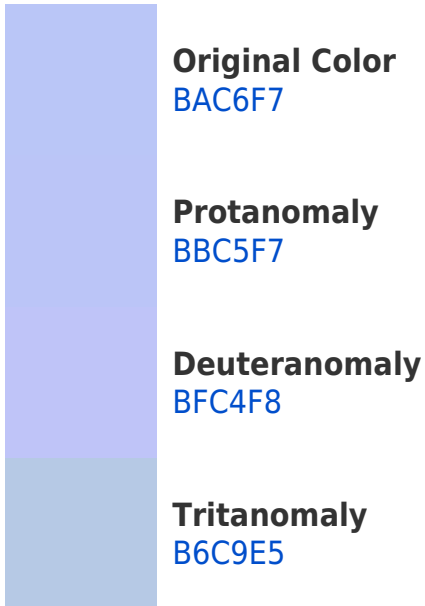 Original Color
BAC6F7
Protanomaly
BBC5F7
Deuteranomaly
BFC4F8
Tritanomaly
B6C9E5